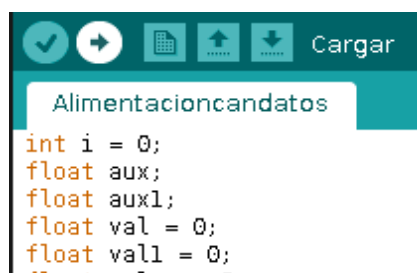 Cargar
Alimentacioncandatos
int i = 0;
float aux;
float aux1;
float val = 0;
float val1 = 0;